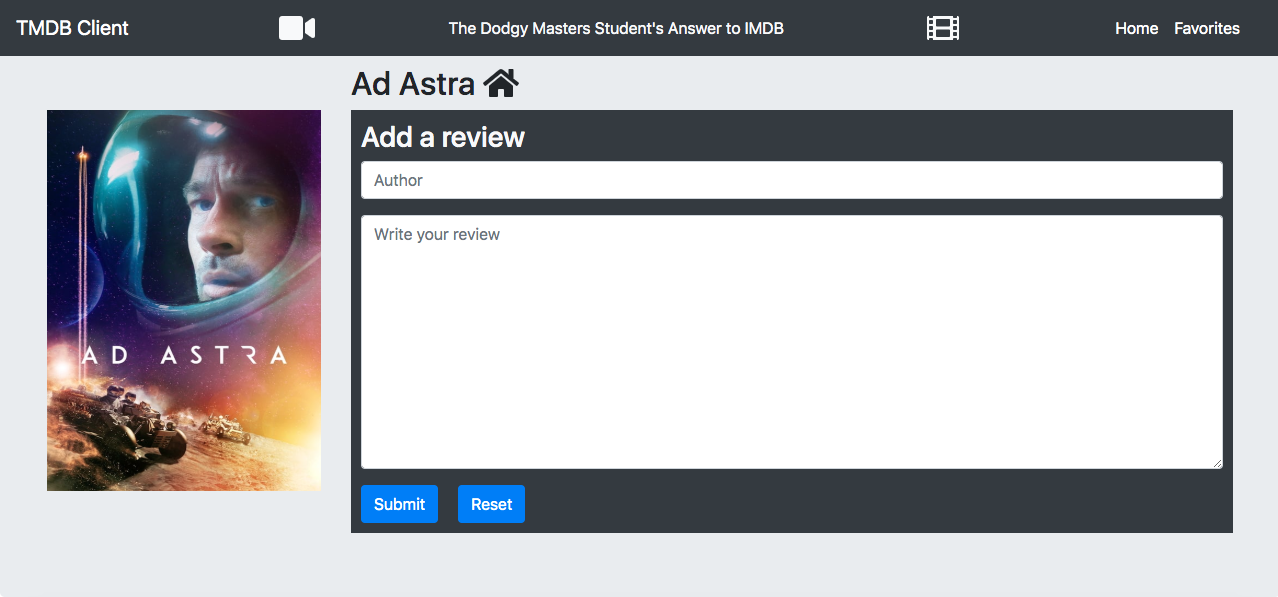 TMDB Client
The Dodgy Masters Student's Answer to IMDB
Home
Favorites
Ad Astra
AD ASTRA
Add a review
Author
Write your review
Submit
Reset